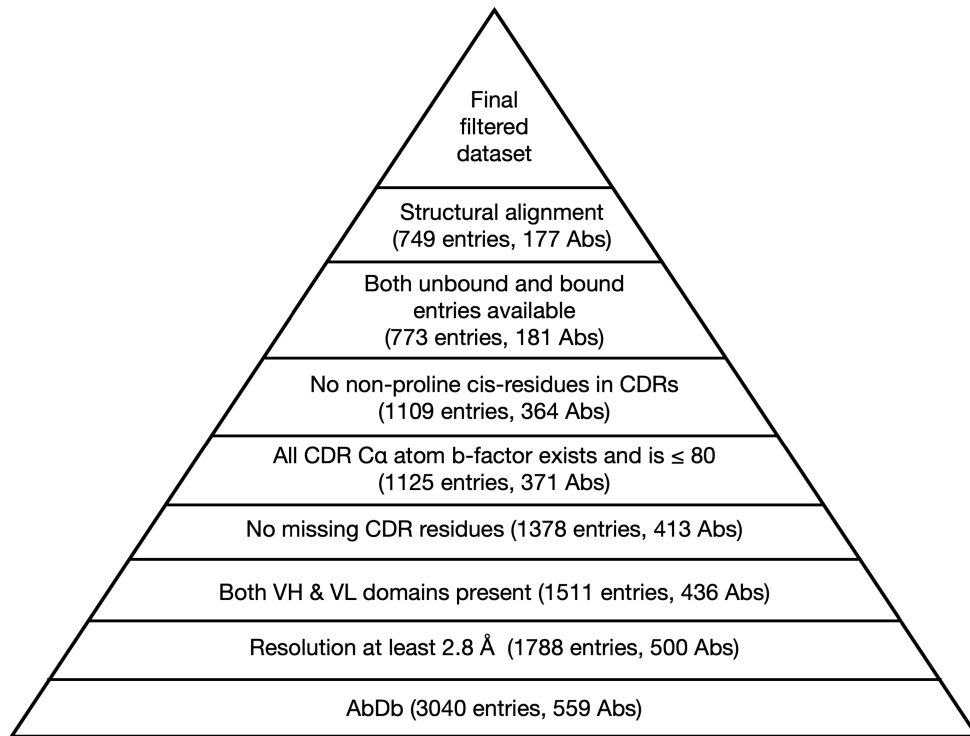 Final
filtered
dataset
Structural alignment
(749 entries, 177 Abs)
Both unbound and bound
entries available
(773 entries, 181 Abs)
No non-proline cis-residues in CDRs
(1109 entries, 364 Abs)
All CDR Cα atom b-factor exists and is ≤ 80
(1125 entries, 371 Abs)
No missing CDR residues (1378 entries, 413 Abs)
Both VH & VL domains present (1511 entries, 436 Abs)
Resolution at least 2.8 Å (1788 entries, 500 Abs)
AbDb (3040 entries, 559 Abs)